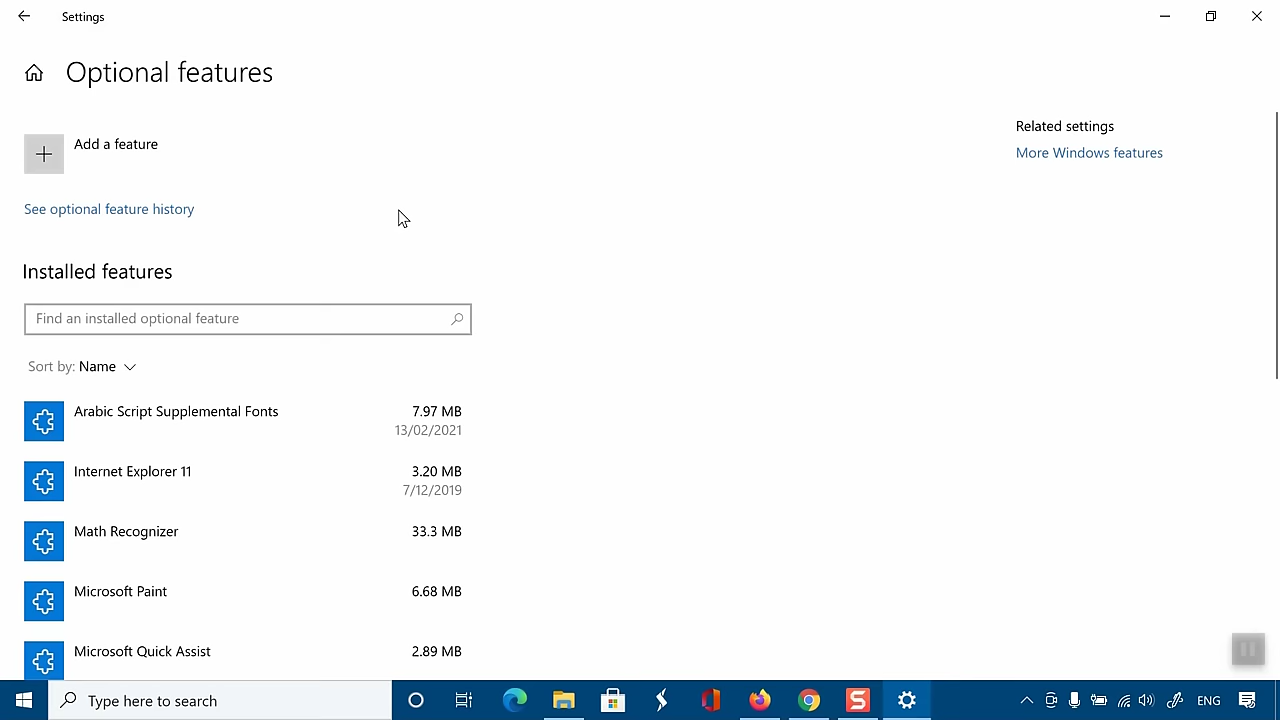 Settings
Optional features
Add a feature
Related settings
More Windows features
See optional feature history
Installed features
Find an installed optional feature
Sort by: Name
Arabic Script Supplemental Fonts 7.97 MB
13/02/2021
Internet Explorer 11 3.20 MB
7/12/2019
Math Recognizer 33.3 MB
Microsoft Paint 6.68 MB
Microsoft Quick Assist 2.89 MB
Type here to search
S
ENG